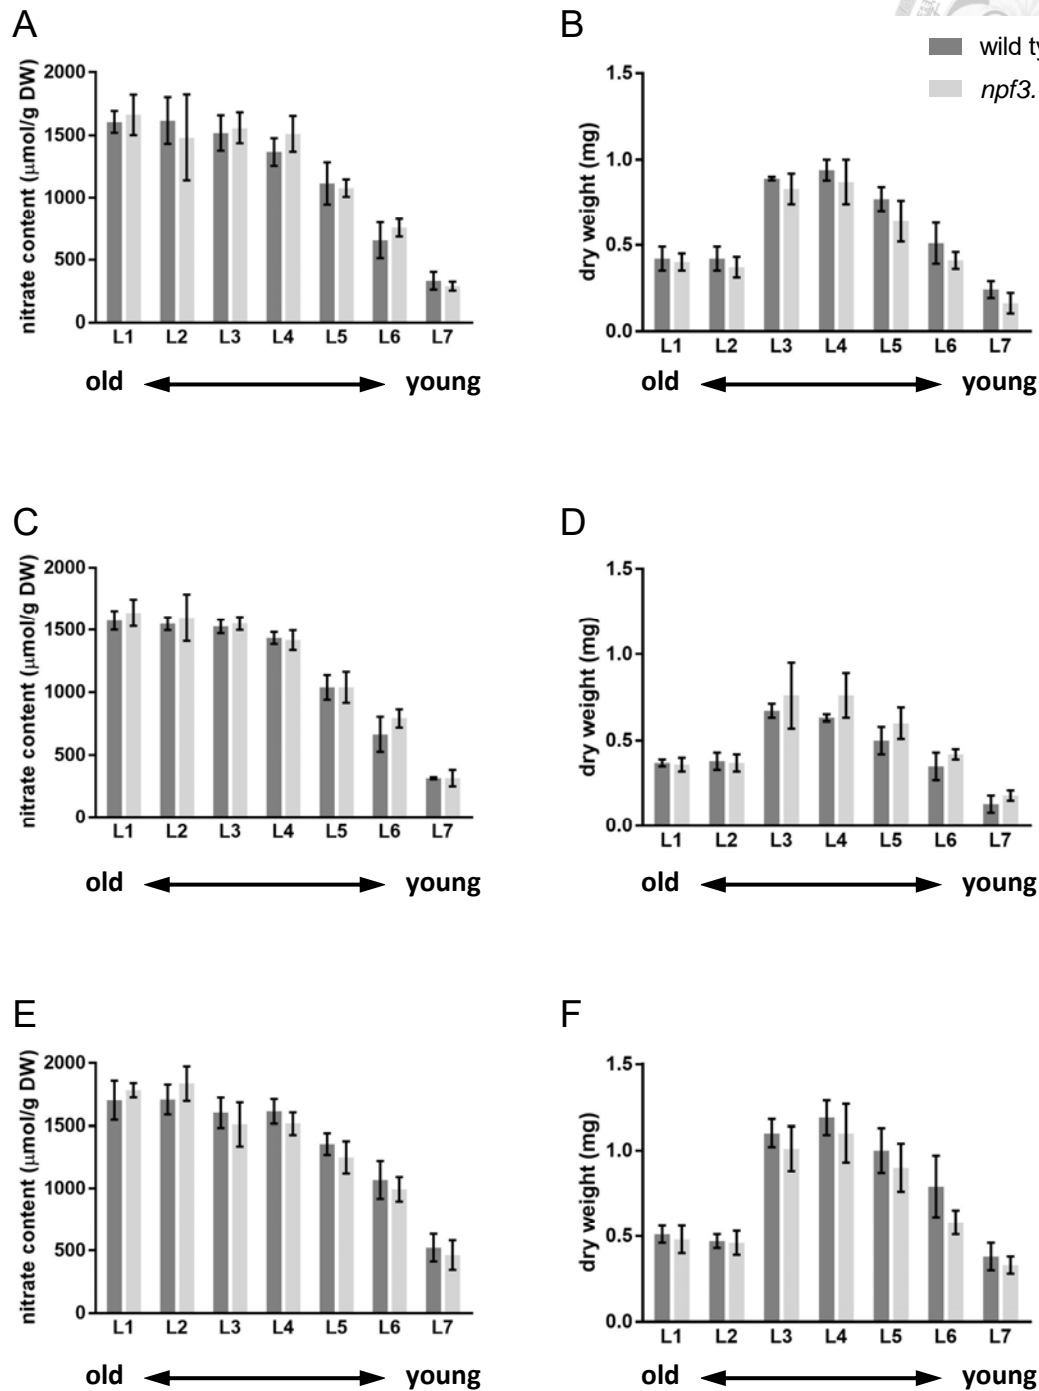 A
nitrate content (μmol/g DW)
2000
1500
1000
500
0
L1 L2 L3 L4 L5 L6 L7
old young
B
wild ty
npf3.
dry weight (mg)
1.5
1.0
0.5
0.0
L1 L2 L3 L4 L5 L6 L7
old young
C
nitrate content (μmol/g DW)
2000
1500
1000
500
0
L1 L2 L3 L4 L5 L6 L7
old young
D
dry weight (mg)
1.5
1.0
0.5
0.0
L1 L2 L3 L4 L5 L6 L7
old young
E
nitrate content (μmol/g DW)
2000
1500
1000
500
0
L1 L2 L3 L4 L5 L6 L7
old young
F
dry weight (mg)
1.5
1.0
0.5
0.0
L1 L2 L3 L4 L5 L6 L7
old young